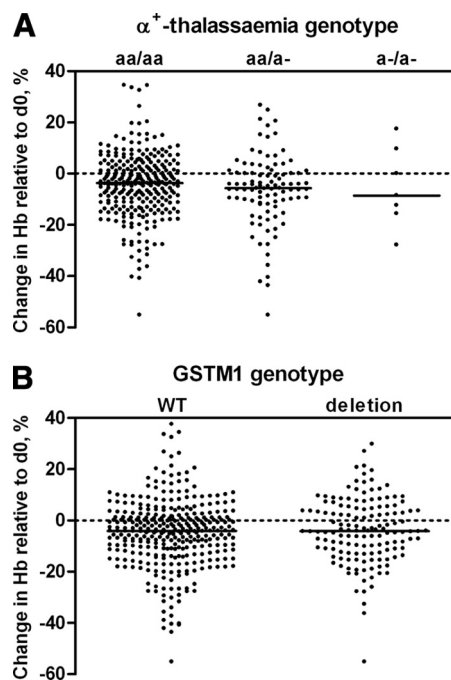 A
α+-thalassaemia genotype
aa/aa aa/a- a-/a-
Change in Hb relative to d0, %
40
20
0
-20
-40
-60
B
GSTM1 genotype
WT deletion
Change in Hb relative to d0, %
40
20
0
-20
-40
-60